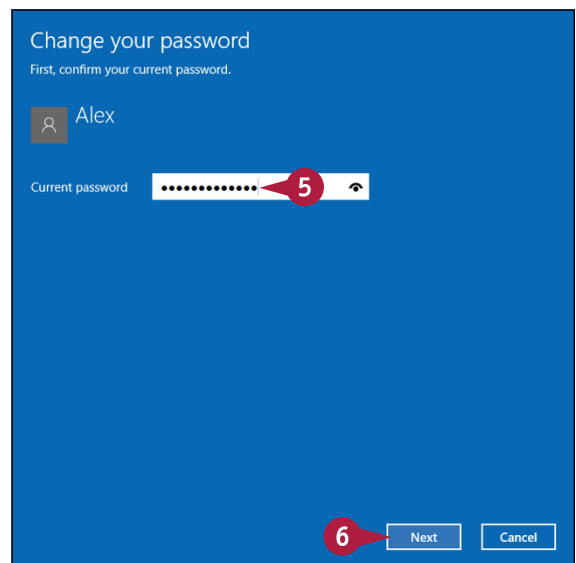 Change your password
First, confirm your current password.
Alex
Current password ••••••••••••• 5
6 Next Cancel